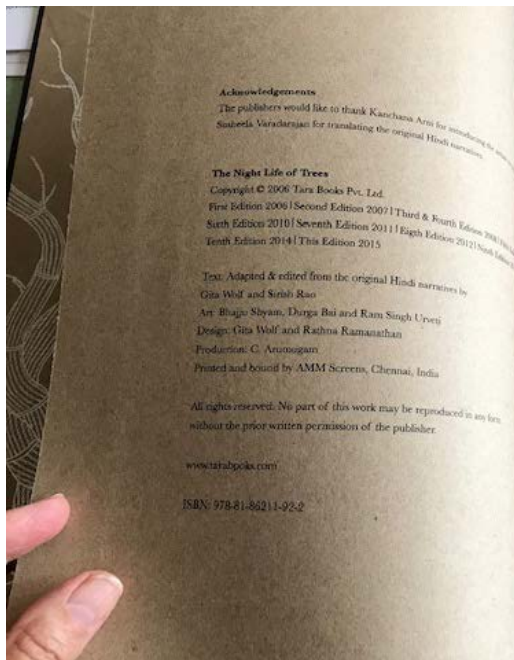 Acknowledgements
The publishers would like to thank Kanchana Arni for introducing the
Susheela Varadarajan for translating the original Hindi narratives
The Night Life of Trees
Copyright © 2006 Tara Books Pvt. Ltd.
First Edition 2006 | Second Edition 2007 | Third & Fourth Edition 2008 |
Sixth Edition 2010 | Seventh Edition 2011 | Eigth Edition 2012 | Ninth Edition
Tenth Edition 2014 | This Edition 2015
Text: Adapted & edited from the original Hindi narratives by
Gita Wolf and Sirish Rao
Art: Bhajju Shyam, Durga Bai and Ram Singh Urveti
Design: Gita Wolf and Rathna Ramanathan
Production: C. Arumugam
Printed and bound by AMM Screens, Chennai, India
All rights reserved. No part of this work may be reproduced in any form
without the prior written permission of the publisher.
www.tarabooks.com
ISBN: 978-81-86211-92-2